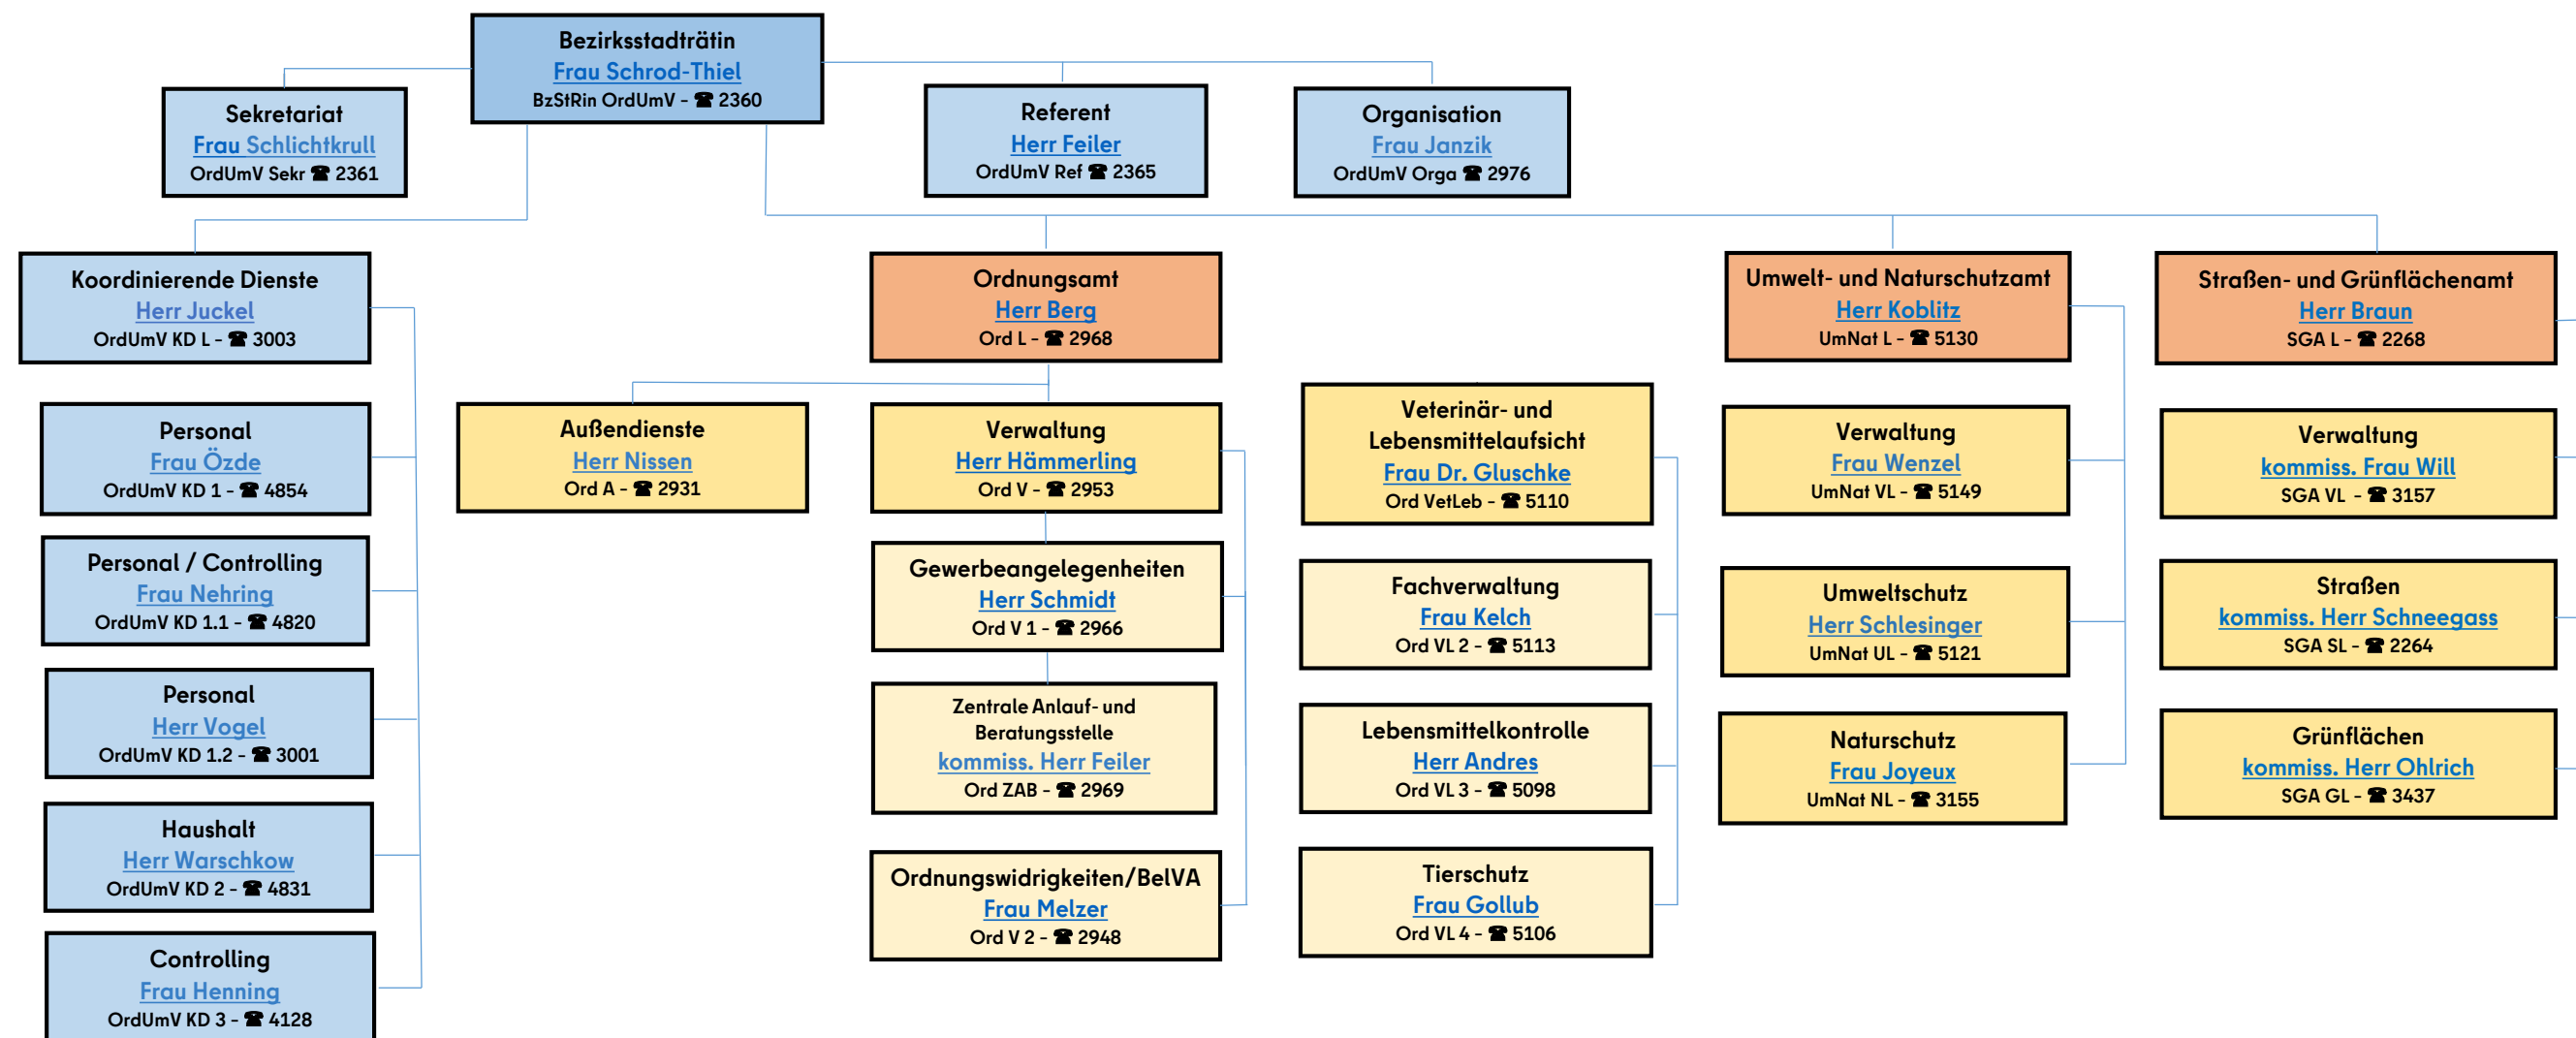 Bezirksstadträtin
Frau Schrod-Thiel
BzStRin OrdUmV - ☎ 2360
Sekretariat
Frau Schlichtkrull
OrdUmV Sekr ☎ 2361
Referent
Herr Feiler
OrdUmV Ref ☎ 2365
Organisation
Frau Janzik
OrdUmV Orga ☎ 2976
Koordinierende Dienste
Herr Juckel
OrdUmV KD L - ☎ 3003
Personal
Frau Özde
OrdUmV KD 1 - ☎ 4854
Personal / Controlling
Frau Nehring
OrdUmV KD 1.1 - ☎ 4820
Personal
Herr Vogel
OrdUmV KD 1.2 - ☎ 3001
Haushalt
Herr Warschkow
OrdUmV KD 2 - ☎ 4831
Controlling
Frau Henning
OrdUmV KD 3 - ☎ 4128
Ordnungsamt
Herr Berg
Ord L - ☎ 2968
Außendienste
Herr Nissen
Ord A - ☎ 2931
Verwaltung
Herr Hämmerling
Ord V - ☎ 2953
Gewerbeangelegenheiten
Herr Schmidt
Ord V 1 - ☎ 2966
Zentrale Anlauf- und
Beratungsstelle
kommiss. Herr Feiler
Ord ZAB - ☎ 2969
Ordnungswidrigkeiten/BelVA
Frau Melzer
Ord V 2 - ☎ 2948
Veterinär- und
Lebensmittelaufsicht
Frau Dr. Gluschke
Ord VetLeb - ☎ 5110
Fachverwaltung
Frau Kelch
Ord VL 2 - ☎ 5113
Lebensmittelkontrolle
Herr Andres
Ord VL 3 - ☎ 5098
Tierschutz
Frau Gollub
Ord VL 4 - ☎ 5106
Umwelt- und Naturschutzamt
Herr Koblitz
UmNat L - ☎ 5130
Verwaltung
Frau Wenzel
UmNat VL - ☎ 5149
Umweltschutz
Herr Schlesinger
UmNat UL - ☎ 5121
Naturschutz
Frau Joyeux
UmNat NL - ☎ 3155
Straßen- und Grünflächenamt
Herr Braun
SGA L - ☎ 2268
Verwaltung
kommiss. Frau Will
SGA VL - ☎ 3157
Straßen
kommiss. Herr Schneegass
SGA SL - ☎ 2264
Grünflächen
kommiss. Herr Ohlrich
SGA GL - ☎ 3437